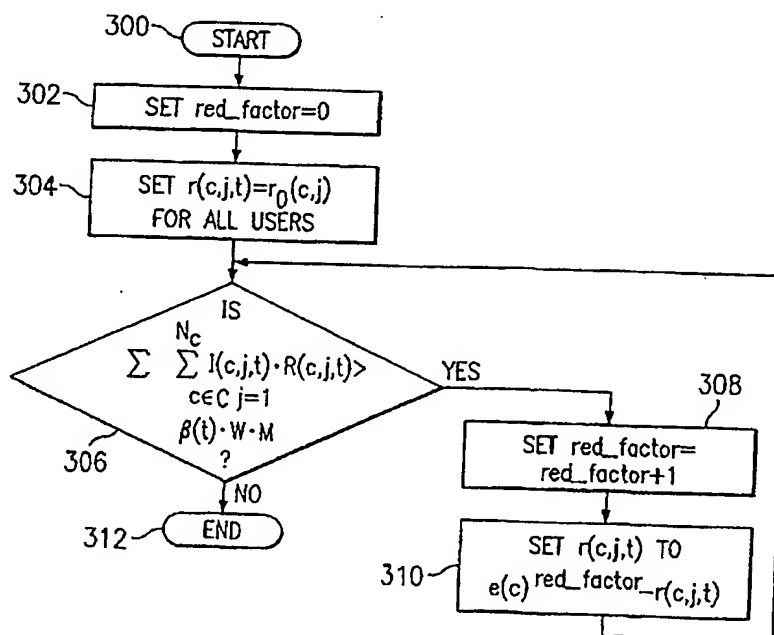 300
START
302
SET red_factor=0
304
SET r(c,j,t)=r₀(c,j)
FOR ALL USERS
IS
N_C
∑ ∑ I(c,j,t)·R(c,j,t)>
c∈C j=1
β(t)·W·M
?
306
YES
NO
312
END
308
SET red_factor=
red_factor+1
310
SET r(c,j,t) TO
e(c)^red_factor–r(c,j,t)